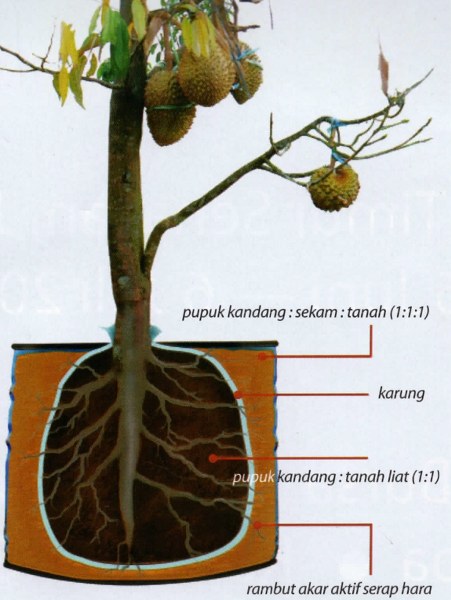 pupuk kandang : sekam : tanah (1:1:1)
karung
pupuk kandang : tanah liat (1:1)
rambut akar aktif serap hara